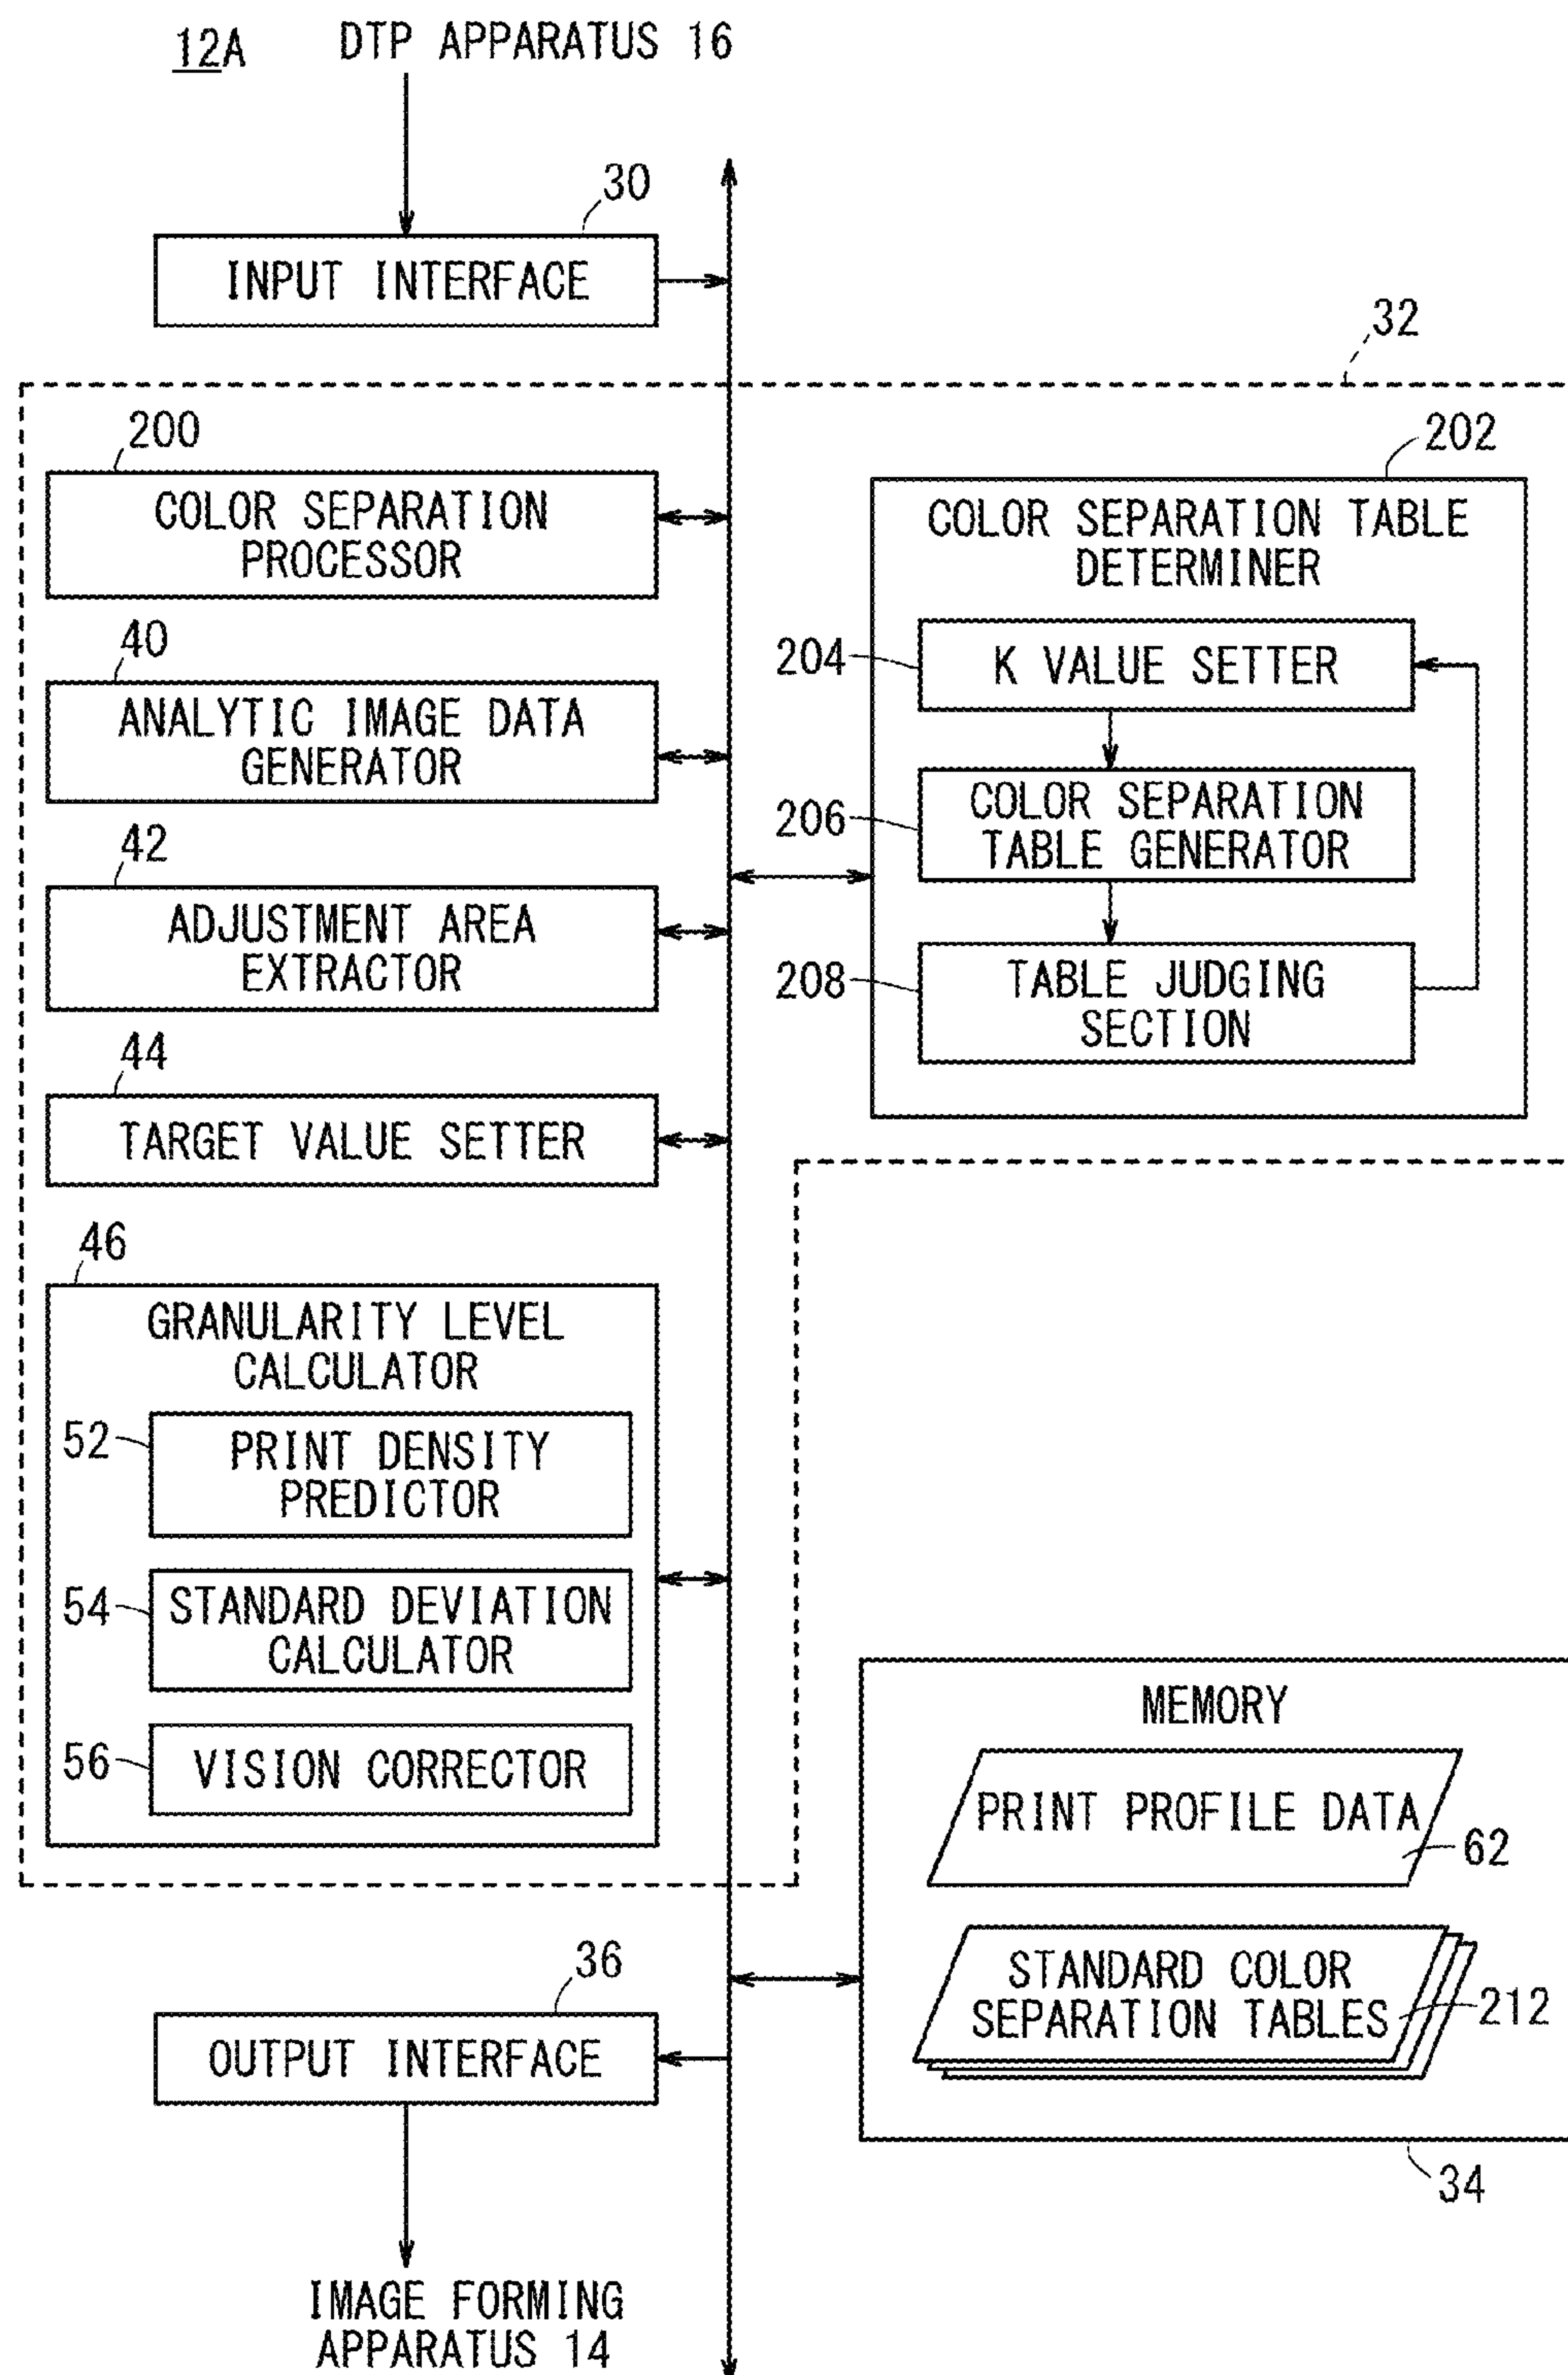 12A
DTP APPARATUS 16
30
INPUT INTERFACE
32
200
COLOR SEPARATION
PROCESSOR
40
ANALYTIC IMAGE DATA
GENERATOR
42
ADJUSTMENT AREA
EXTRACTOR
44
TARGET VALUE SETTER
46
GRANULARITY LEVEL
CALCULATOR
52
PRINT DENSITY
PREDICTOR
54
STANDARD DEVIATION
CALCULATOR
56
VISION CORRECTOR
202
COLOR SEPARATION TABLE
DETERMINER
204
K VALUE SETTER
206
COLOR SEPARATION
TABLE GENERATOR
208
TABLE JUDGING
SECTION
MEMORY
PRINT PROFILE DATA
62
STANDARD COLOR
SEPARATION TABLES
212
34
36
OUTPUT INTERFACE
IMAGE FORMING
APPARATUS 14